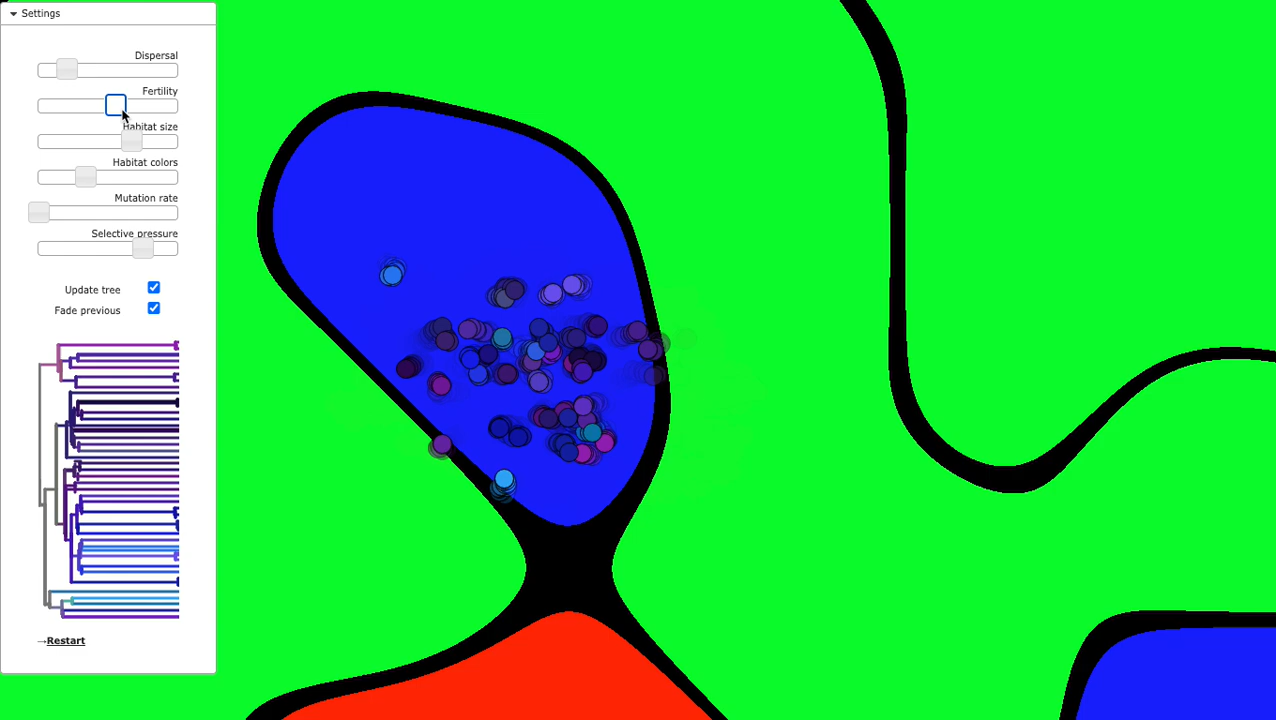 Settings
Dispersal
Fertility
Habitat size
Habitat colors
Mutation rate
Selective pressure
Update tree
Fade previous
→Restart